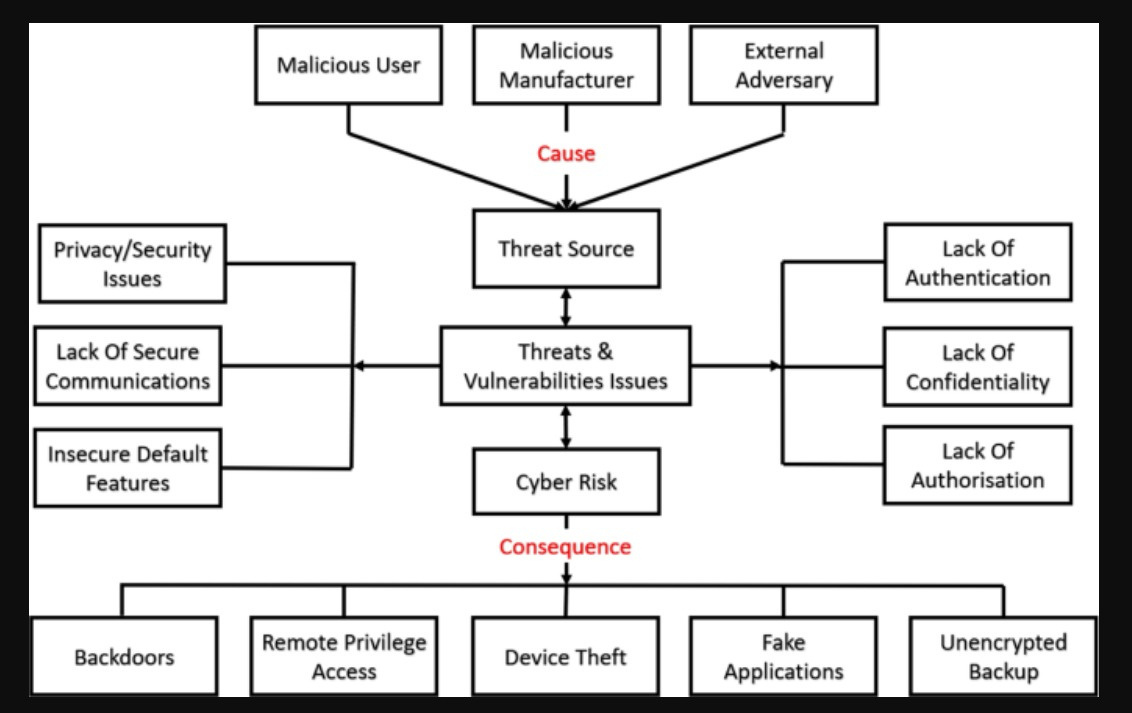 Malicious User
Malicious
Manufacturer
External
Adversary
Cause
Threat Source
Privacy/Security
Issues
Lack Of Secure
Communications
Insecure Default
Features
Threats &
Vulnerabilities Issues
Lack Of
Authentication
Lack Of
Confidentiality
Lack Of
Authorisation
Cyber Risk
Consequence
Backdoors
Remote Privilege
Access
Device Theft
Fake
Applications
Unencrypted
Backup